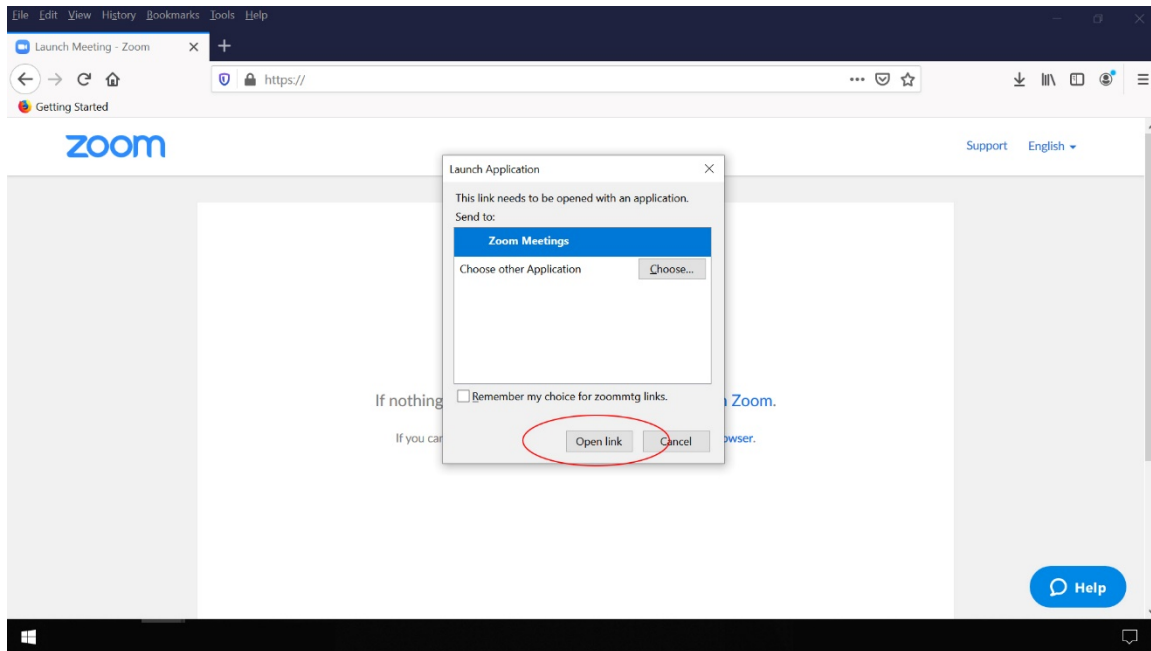 File Edit View History Bookmarks Tools Help
Launch Meeting - Zoom
https://
Getting Started
zoom
Support English
Launch Application
This link needs to be opened with an application.
Send to:
Zoom Meetings
Choose other Application Choose...
Remember my choice for zoommtg links.
If nothing Zoom.
Open link Cancel
If you
Help